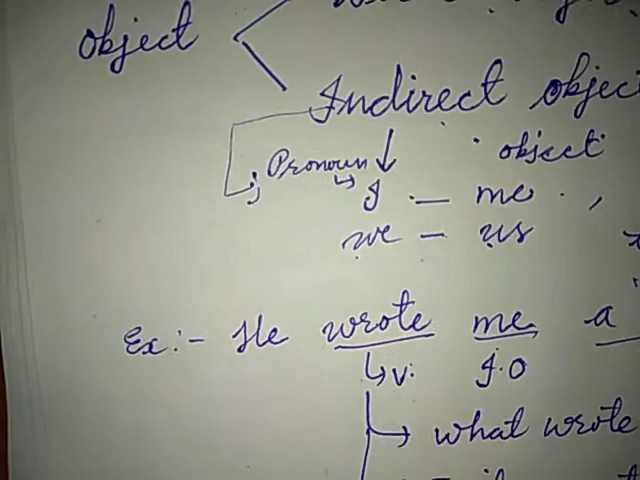 object
Indirect objec
Pronoun object
I - me ,
we - us
Ex:- He wrote me a
V. I.O
what wrote